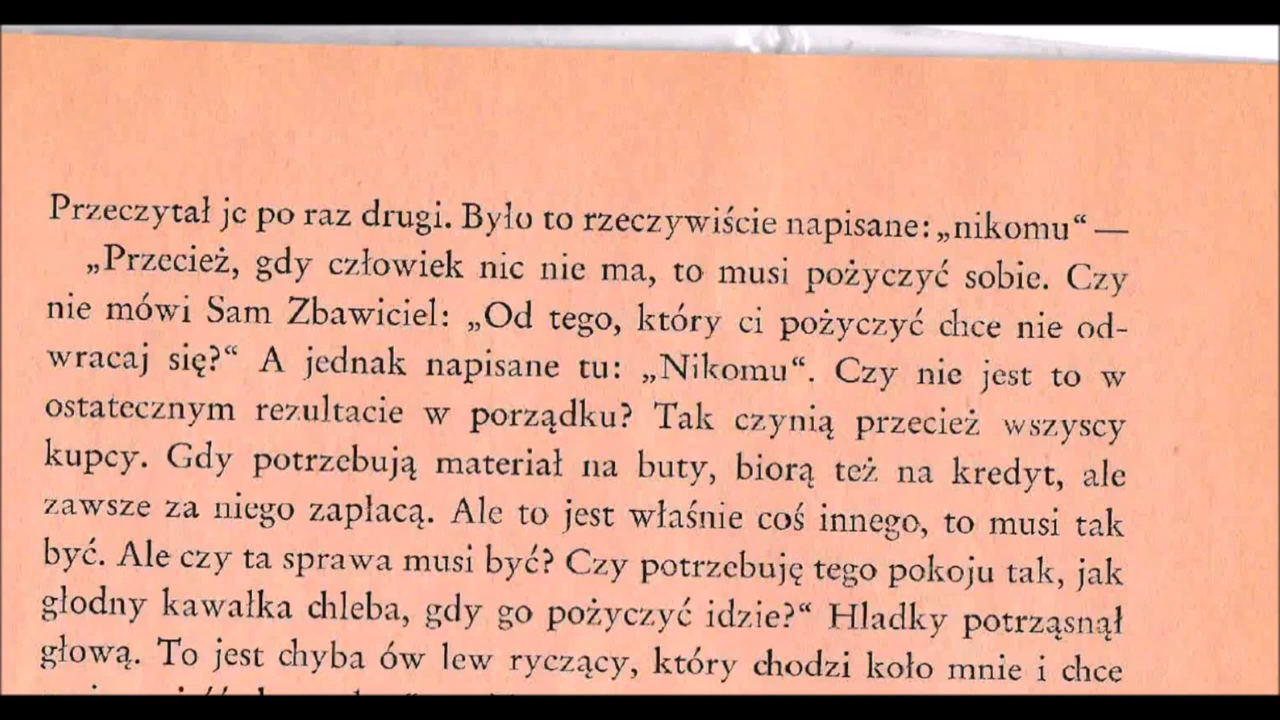 Przeczytał je po raz drugi. Było to rzeczywiście napisane: „nikomu“ —
„Przecież, gdy człowiek nic nie ma, to musi pożyczyć sobie. Czy
nie mówi Sam Zbawiciel: „Od tego, który ci pożyczyć chce nie od-
wracaj się?“ A jednak napisane tu: „Nikomu“. Czy nie jest to w
ostatecznym rezultacie w porządku? Tak czynią przecież wszyscy
kupcy. Gdy potrzebują materiał na buty, biorą też na kredyt, ale
zawsze za niego zapłacą. Ale to jest właśnie coś innego, to musi tak
być. Ale czy ta sprawa musi być? Czy potrzebuję tego pokoju tak, jak
głodny kawałka chleba, gdy go pożyczyć idzie?“ Hladky potrząsnął
głową. To jest chyba ów lew ryczący, który chodzi koło mnie i chce